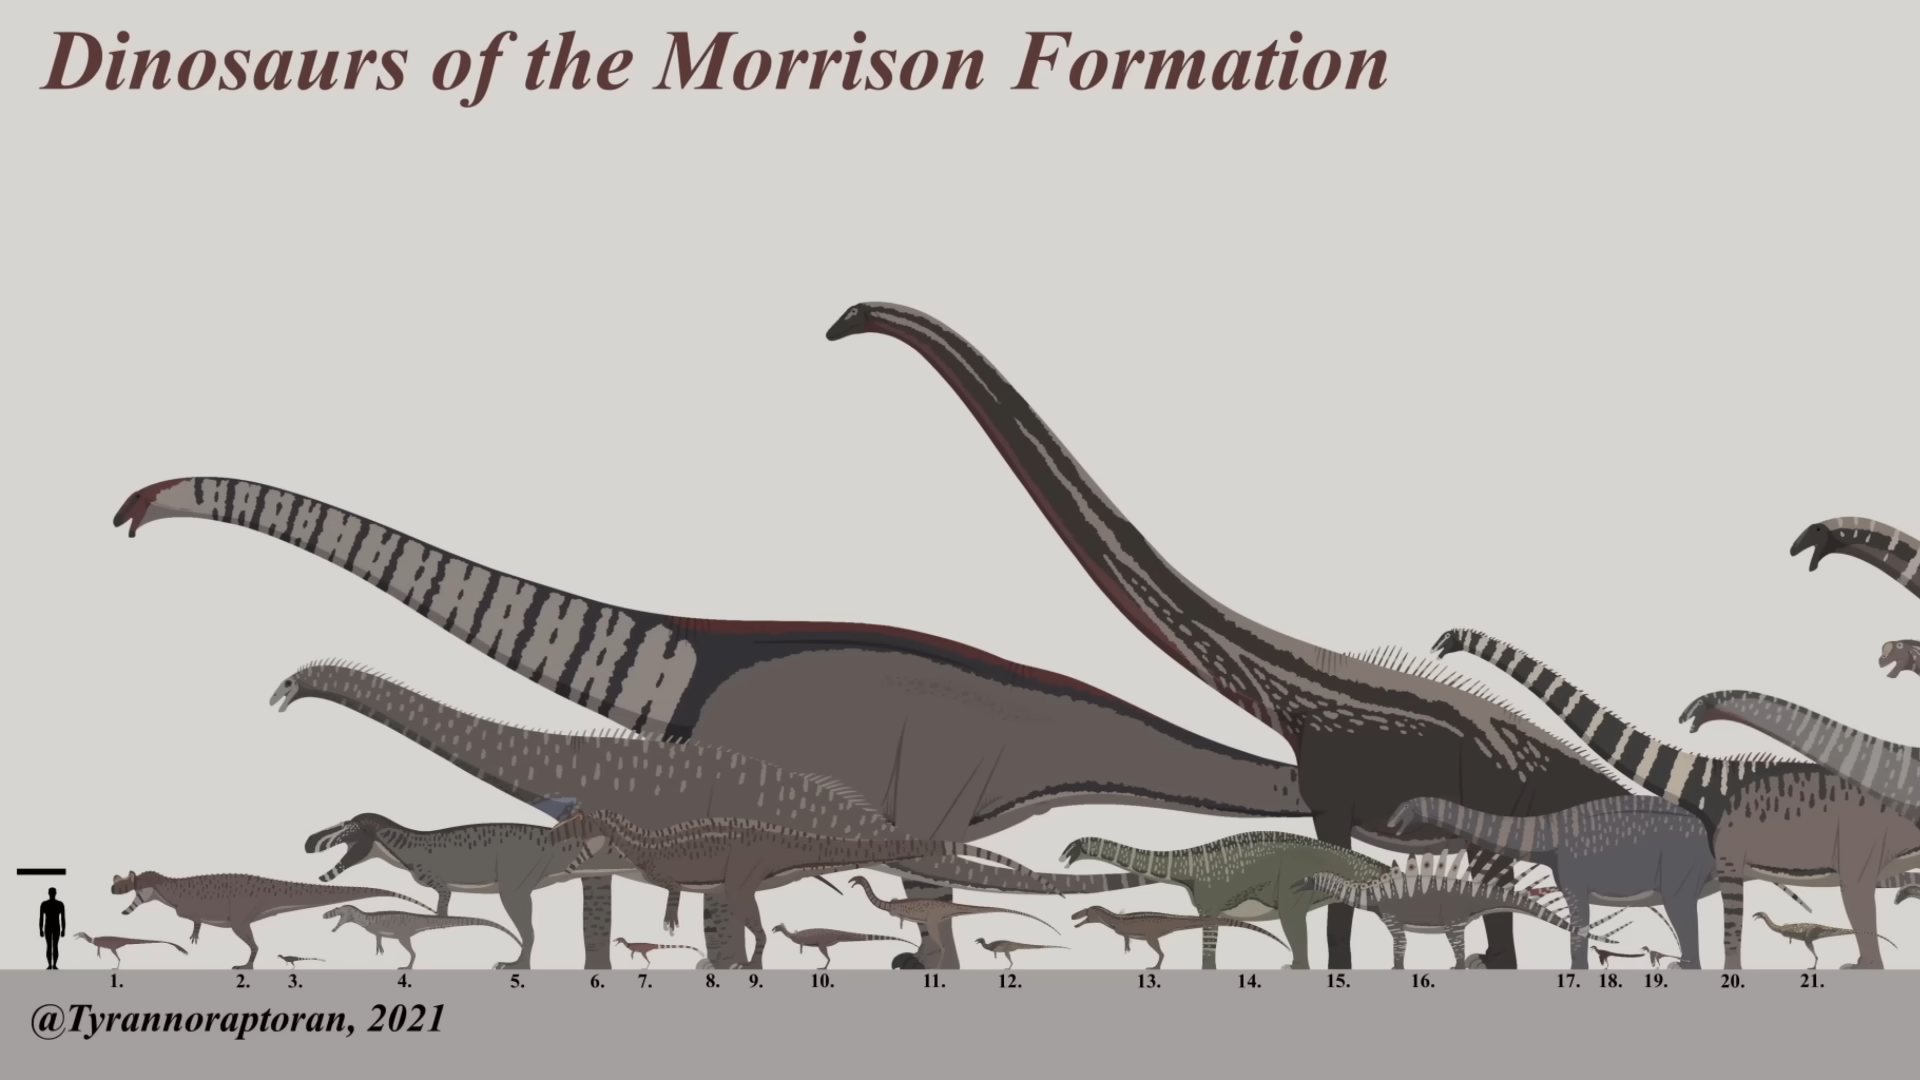 Dinosaurs of the Morrison Formation
1. 2. 3. 4. 5. 6. 7. 8. 9. 10. 11. 12. 13. 14. 15. 16. 17. 18. 19. 20. 21.
@Tyrannoraptoran, 2021